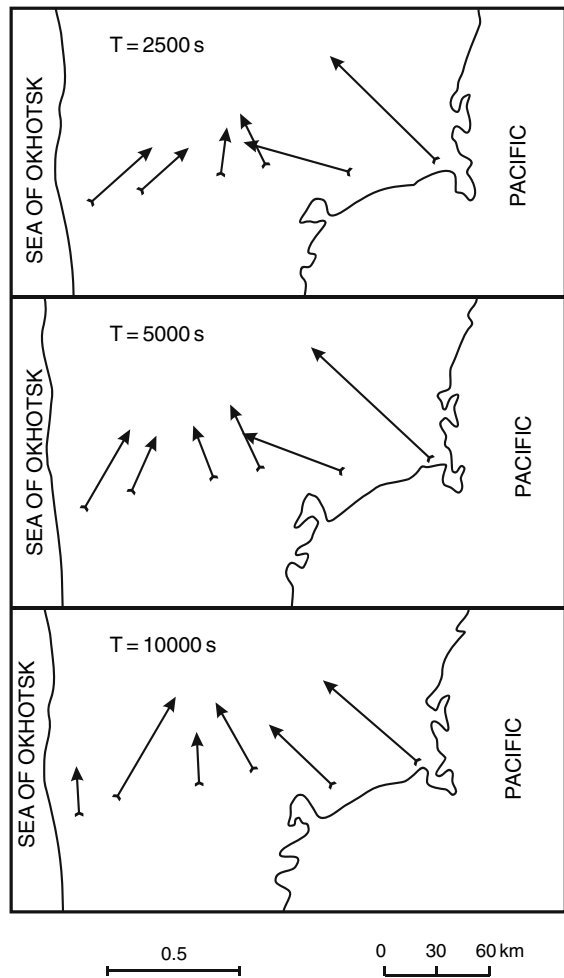 T = 2500 s
SEA OF OKHOTSK
PACIFIC
T = 5000 s
SEA OF OKHOTSK
PACIFIC
T = 10000 s
SEA OF OKHOTSK
PACIFIC
0.5
0 30 60 km